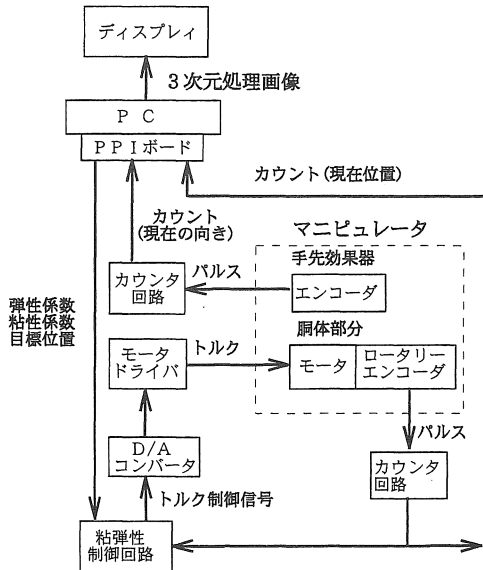 ディスプレィ
3次元処理画像
PC
PPIボード
カウント(現在位置)
カウント
(現在の向き)
マニピュレータ
手先効果器
パルス
カウンタ
回路
エンコーダ
弾性係数
粘性係数
目標位置
胴体部分
トルク
モータ
ドライバ
モータ
ロータリー
エンコーダ
パルス
D/A
コンバータ
カウンタ
回路
トルク制御信号
粘弾性
制御回路